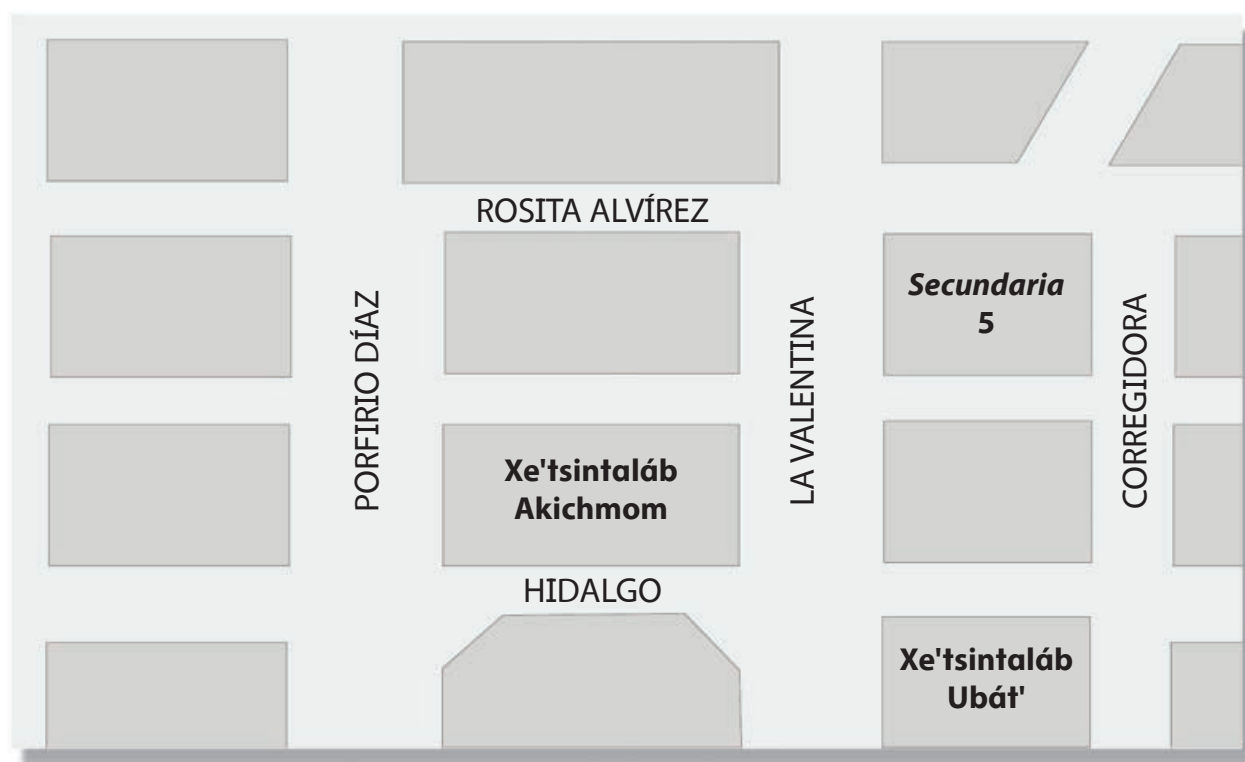 ROSITA ALVÍREZ
Secundaria
5
PORFIRIO DÍAZ
LA VALENTINA
CORREGIDORA
Xe'tsintaláb
Akichmom
HIDALGO
Xe'tsintaláb
Ubát'